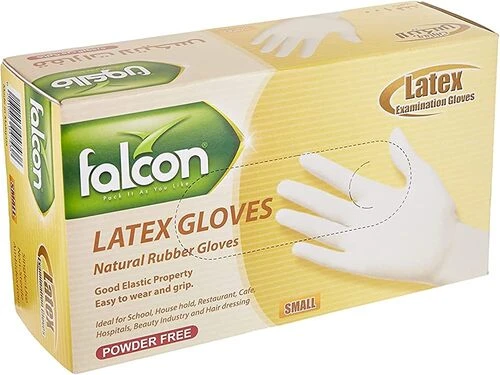 فالكون
Latex
Examination Gloves
falcon
Pack It As You Like
LATEX GLOVES
Natural Rubber Gloves
Good Elastic Property
Easy to wear and grip.
Ideal for School, House hold, Restaurant, Cafe,
Hospitals, Beauty Industry and Hair dressing
POWDER FREE
SMALL
falcon
SMALL
Latex